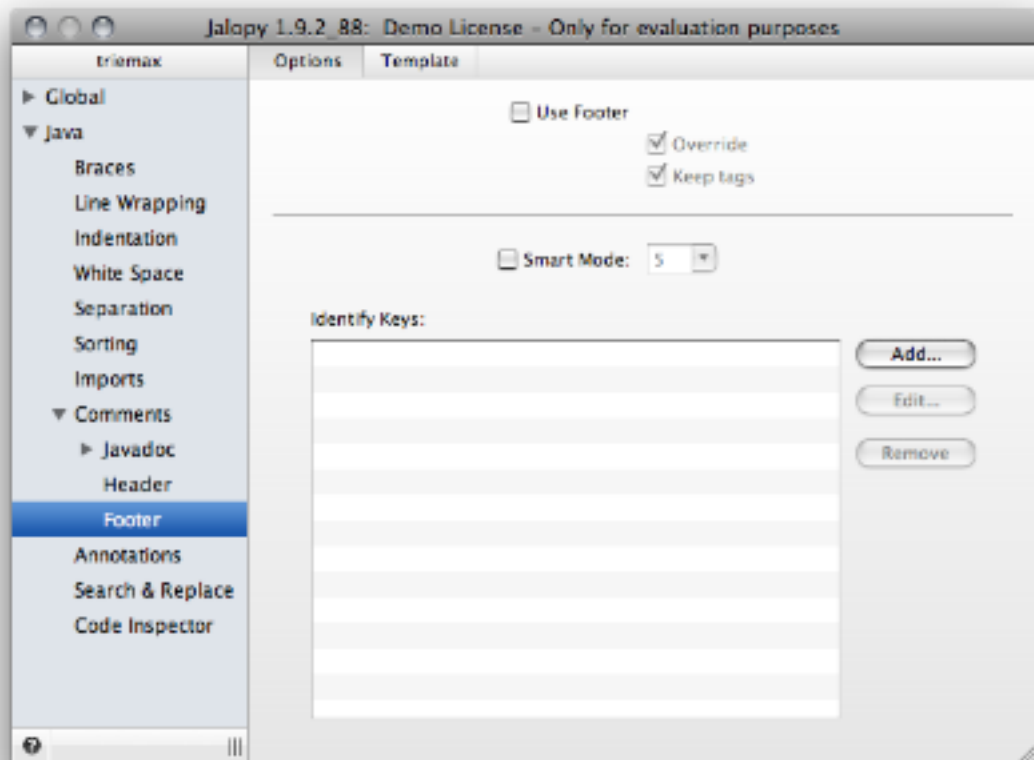 Jalopy 1.9.2_88: Demo License – Only for evaluation purposes
triemax
Options Template
Global
Java
Braces
Line Wrapping
Indentation
White Space
Separation
Sorting
Imports
Comments
Javadoc
Header
Footer
Annotations
Search & Replace
Code Inspector
Use Footer
Override
Keep tags
Smart Mode: 5
Identify Keys:
Add...
Edit...
Remove